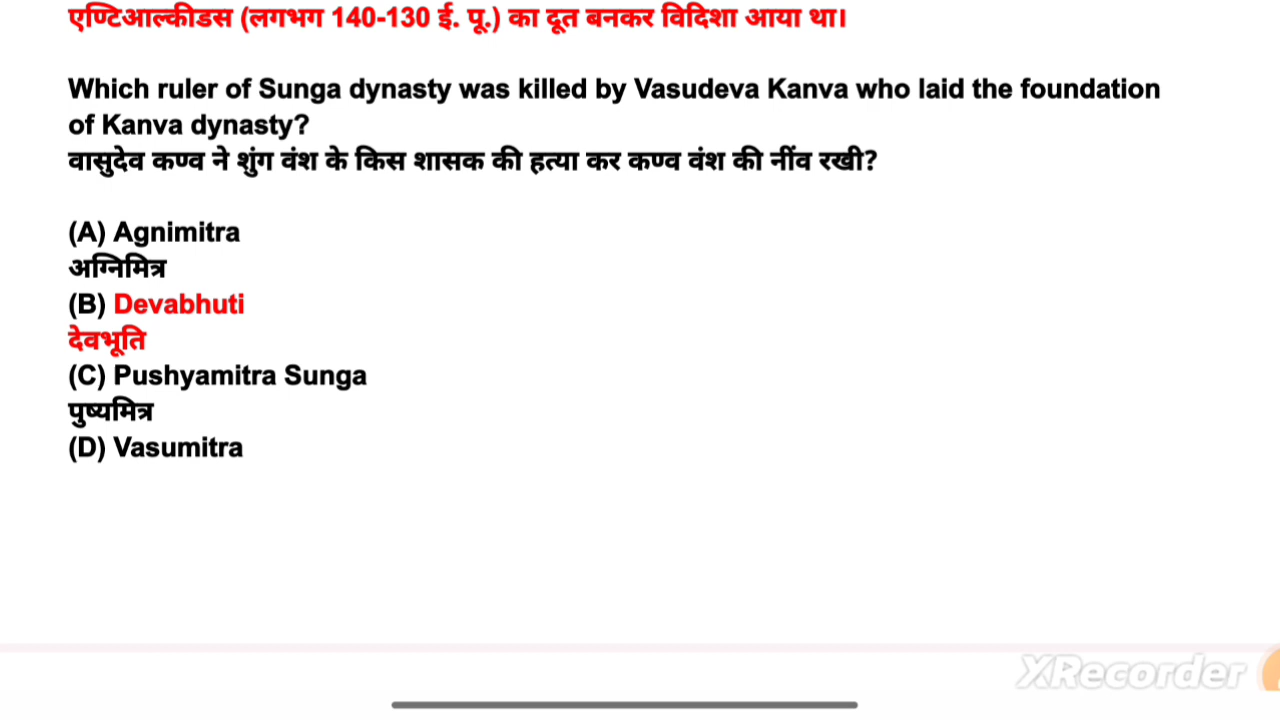 एण्टिआल्कीडस (लगभग 140-130 ई. पू.) का दूत बनकर विदिशा आया था।
Which ruler of Sunga dynasty was killed by Vasudeva Kanva who laid the foundation
of Kanva dynasty?
वासुदेव कण्व ने शुंग वंश के किस शासक की हत्या कर कण्व वंश की नींव रखी?
(A) Agnimitra
अग्निमित्र
(B) Devabhuti
देवभूति
(C) Pushyamitra Sunga
पुष्यमित्र
(D) Vasumitra
XRecorder